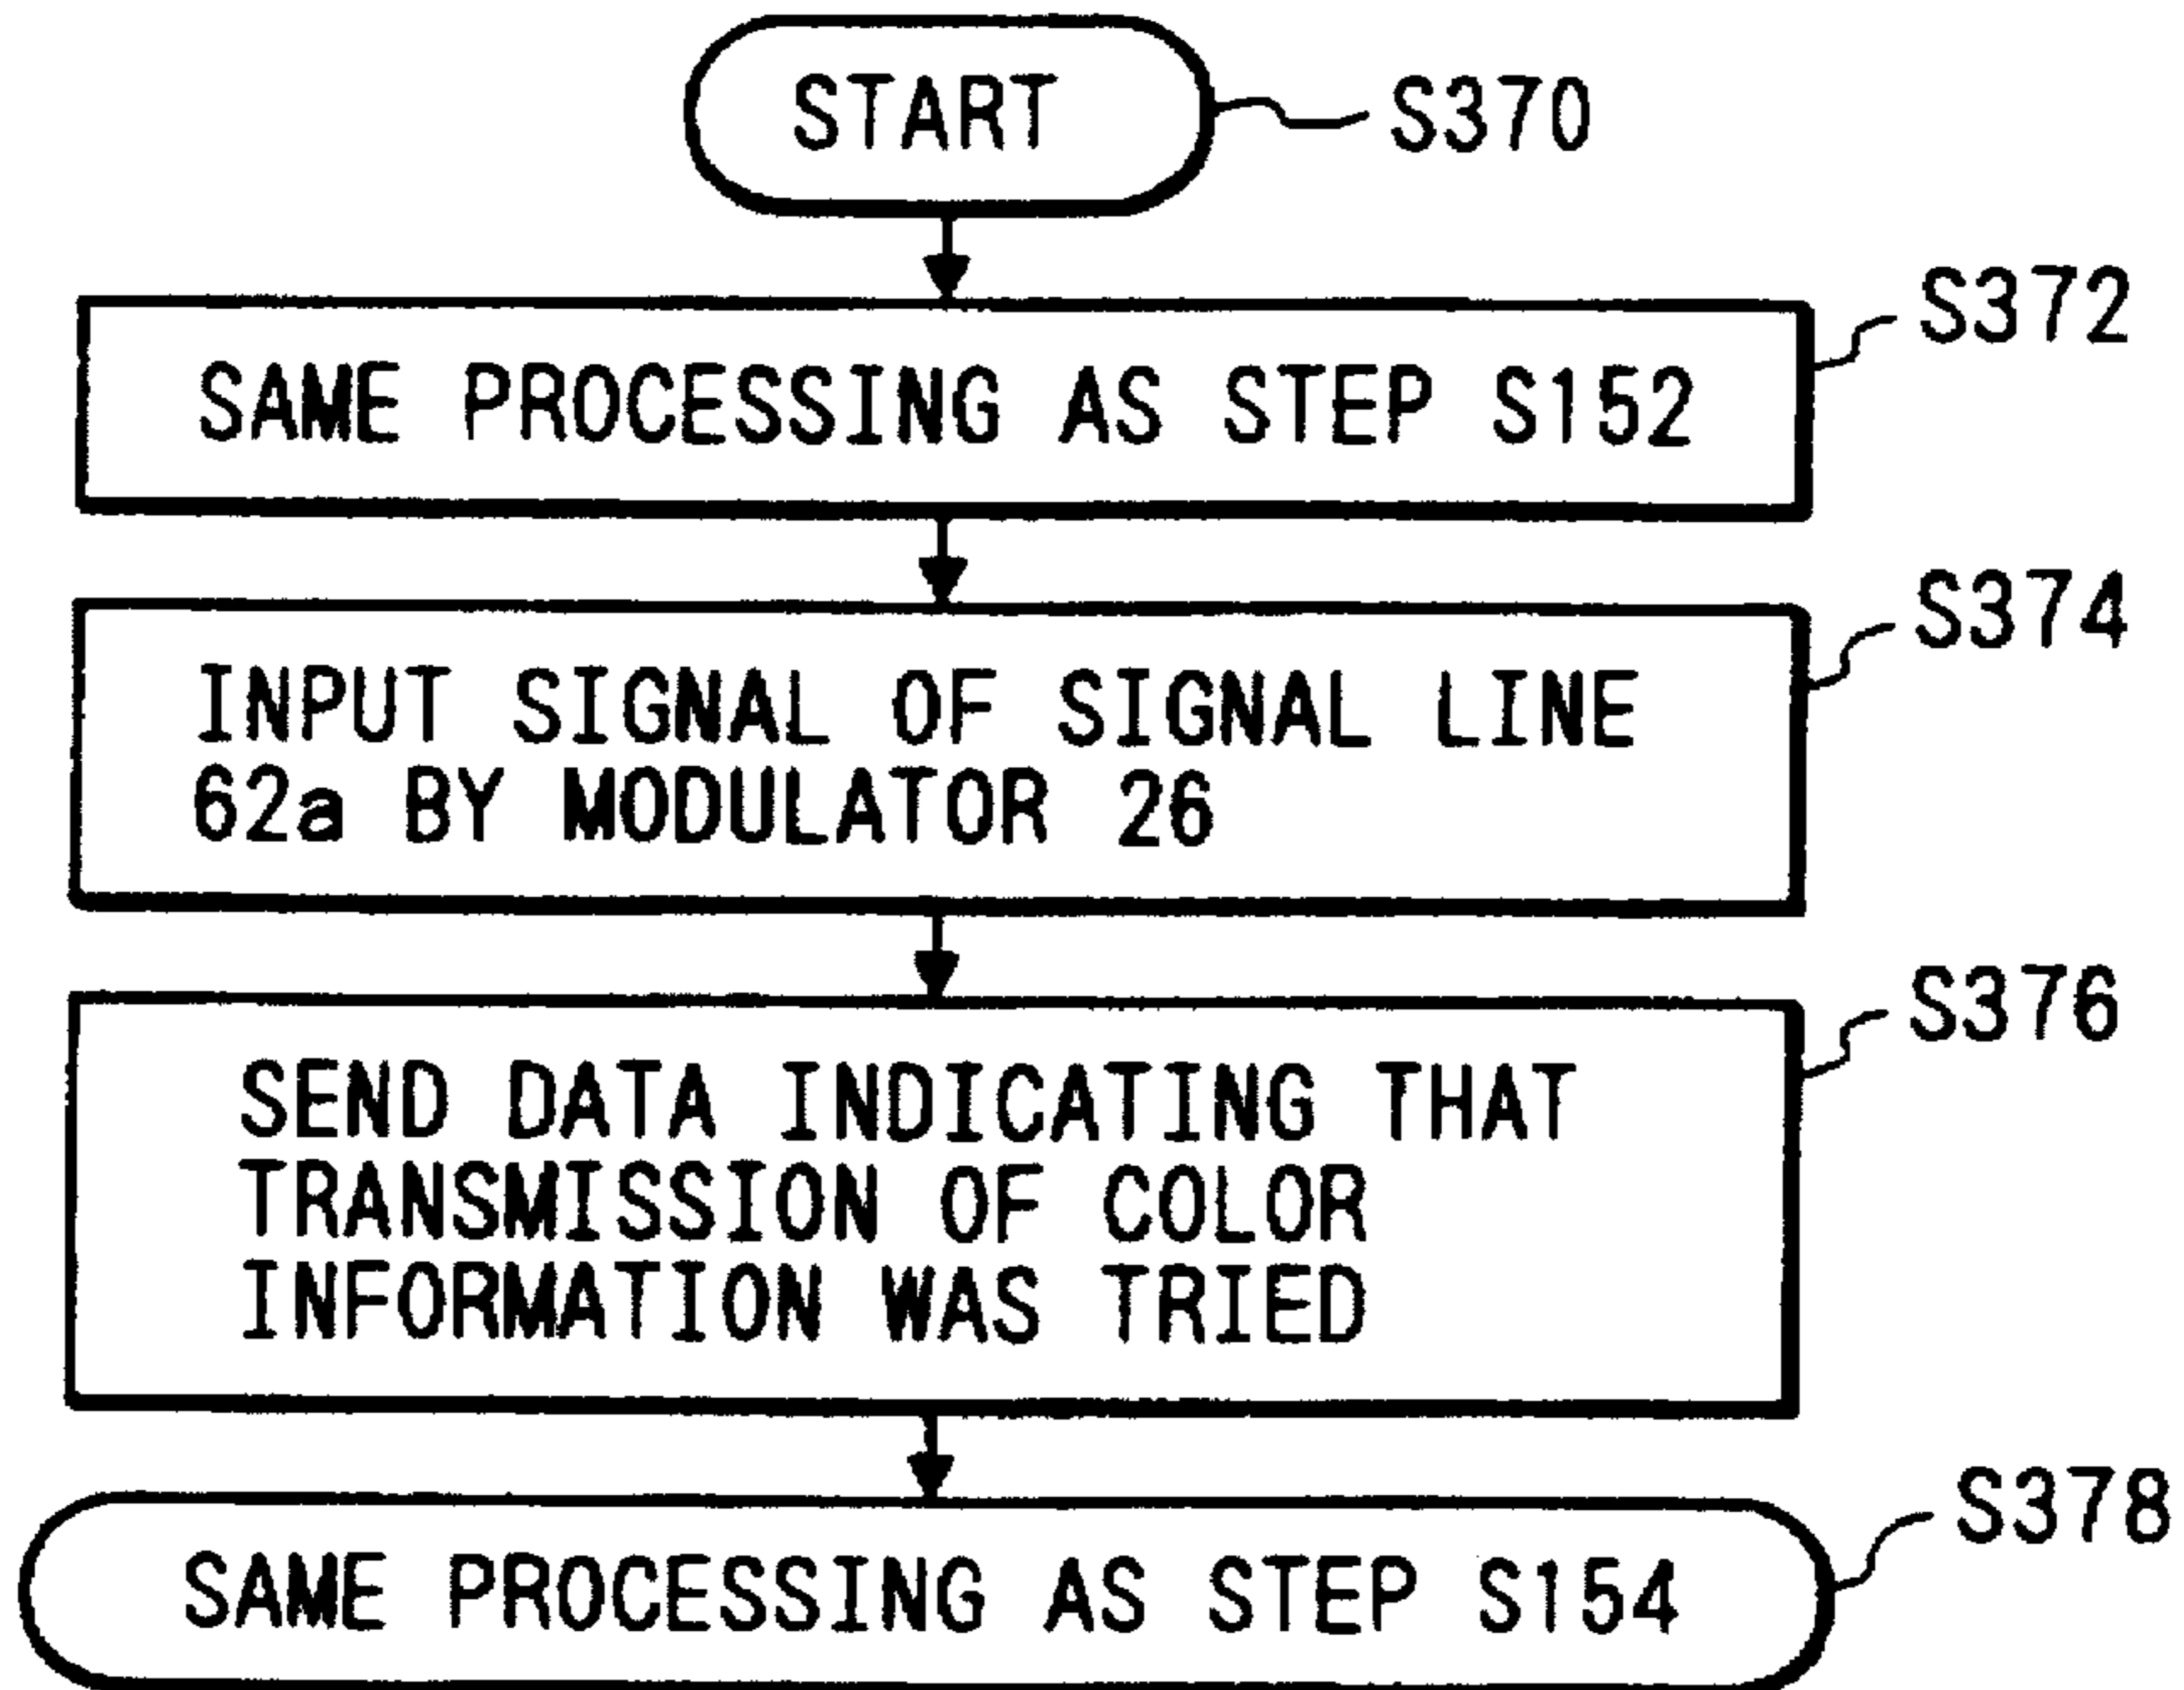 START
S370
S372
SAME PROCESSING AS STEP S152
S374
INPUT SIGNAL OF SIGNAL LINE
62a BY MODULATOR 26
S376
SEND DATA INDICATING THAT
TRANSMISSION OF COLOR
INFORMATION WAS TRIED
S378
SAME PROCESSING AS STEP S154